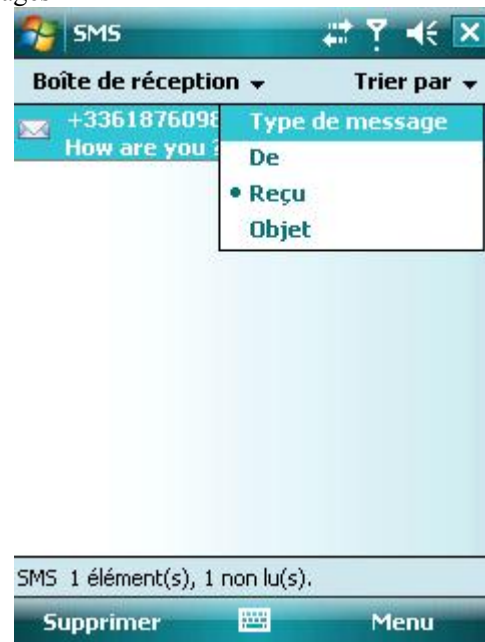 ages
SMS
Boîte de réception Trier par
+3361876098
How are you ?
Type de message
De
Reçu
Objet
SMS 1 élément(s), 1 non lu(s).
Supprimer Menu